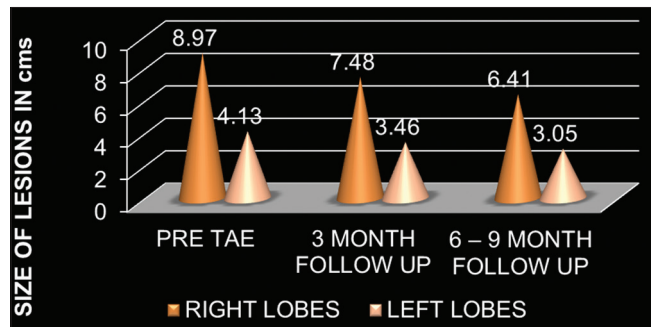 SIZE OF LESIONS IN cms
10
8
6
4
2
0
8.97
4.13
7.48
3.46
6.41
3.05
PRE TAE
3 MONTH
FOLLOW UP
6 – 9 MONTH
FOLLOW UP
RIGHT LOBES
LEFT LOBES